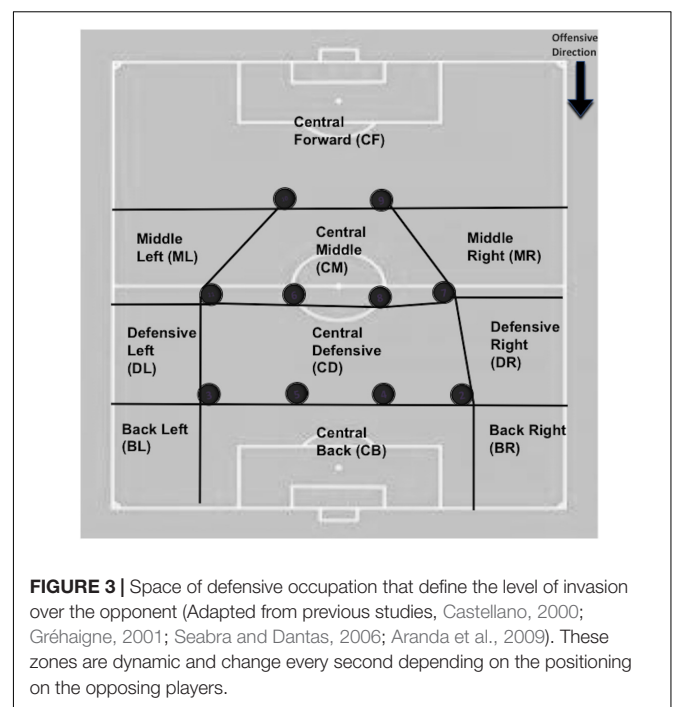 Offensive
Direction
Central
Forward (CF)
Middle
Left (ML)
Central
Middle
(CM)
Middle
Right (MR)
Defensive
Left
(DL)
Central
Defensive
(CD)
Defensive
Right
(DR)
Back Left
(BL)
Central
Back (CB)
Back Right
(BR)
FIGURE 3 | Space of defensive occupation that define the level of invasion
over the opponent (Adapted from previous studies, Castellano, 2000;
Gréhaigne, 2001; Seabra and Dantas, 2006; Aranda et al., 2009). These
zones are dynamic and change every second depending on the positioning
on the opposing players.